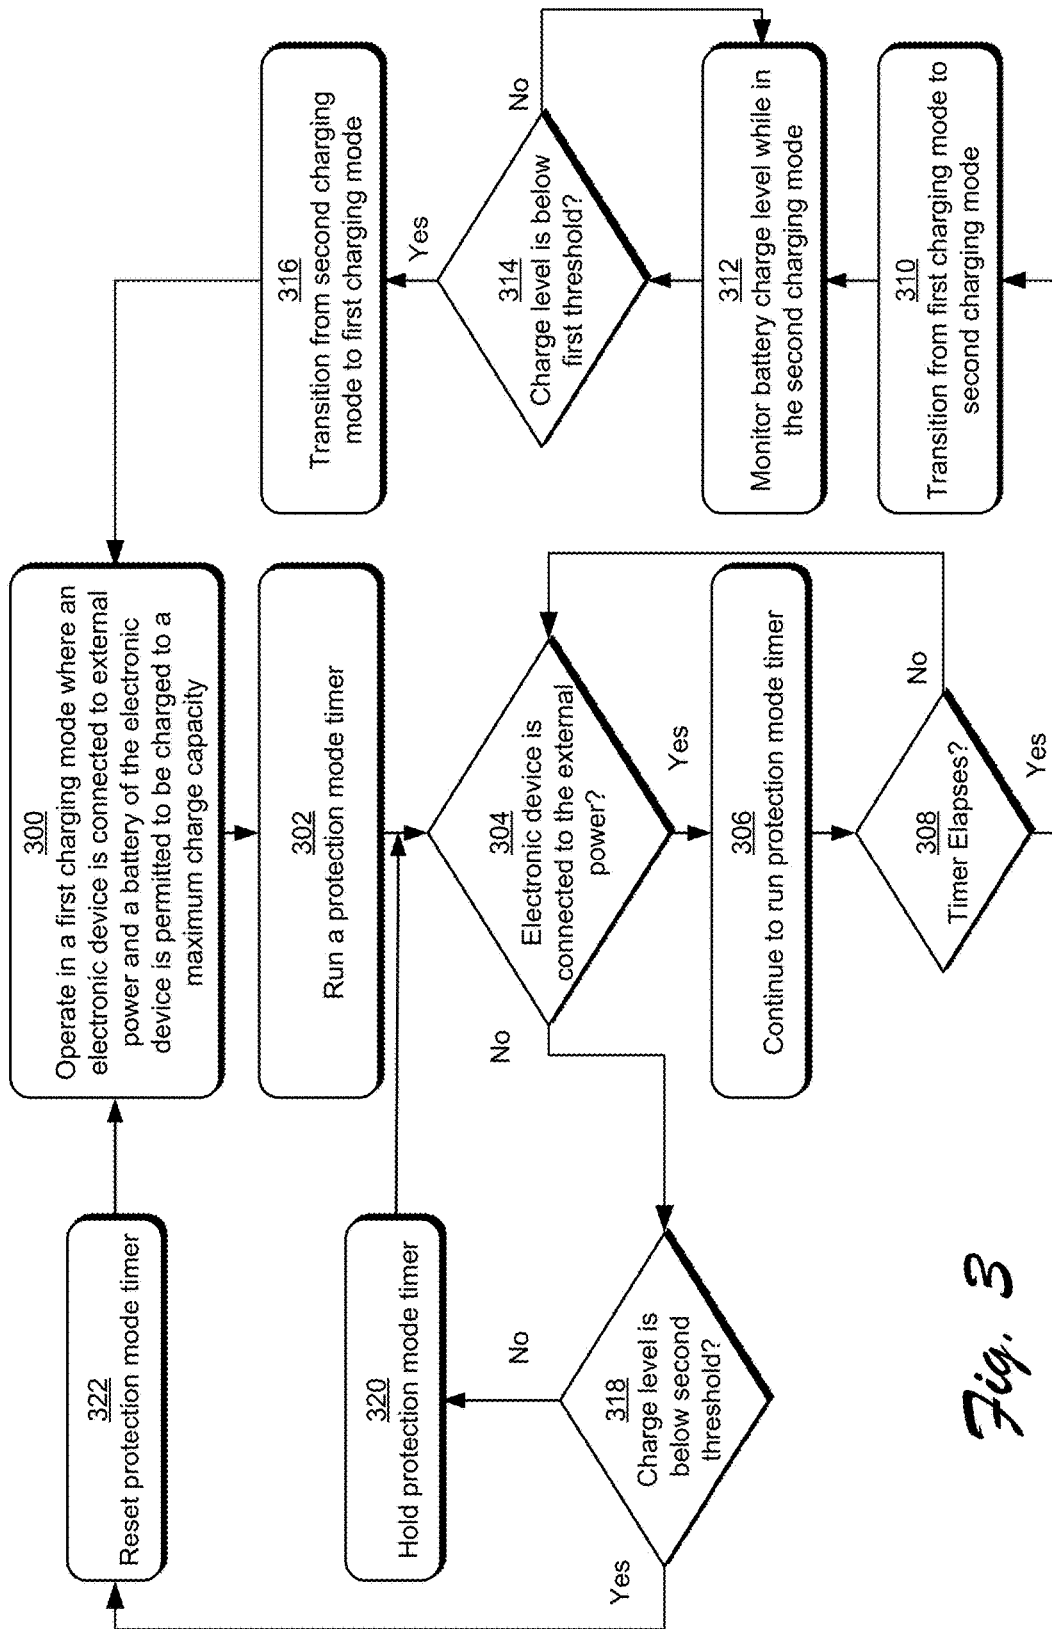 300
Operate in a first charging mode where an
electronic device is connected to external
power and a battery of the electronic
device is permitted to be charged to a
maximum charge capacity
302
Run a protection mode timer
304
Electronic device is
connected to the external
power?
Yes
No
306
Continue to run protection mode timer
308
Timer Elapses?
No
Yes
310
Transition from first charging mode to
second charging mode
312
Monitor battery charge level while in
the second charging mode
314
Charge level is below
first threshold?
No
Yes
316
Transition from second charging
mode to first charging mode
318
Charge level is
below second
threshold?
No
Yes
320
Hold protection mode timer
322
Reset protection mode timer
Fig. 3